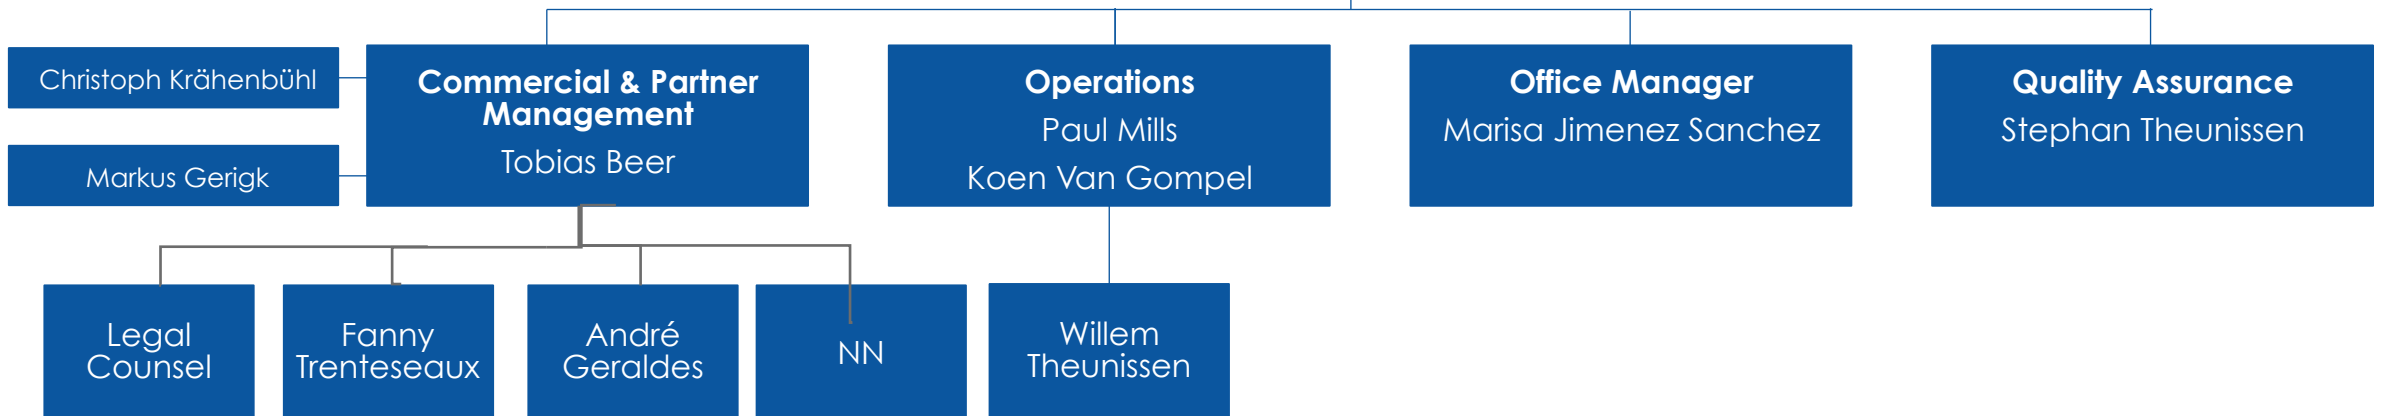 Christoph Krähenbühl
Markus Gerigk
Commercial & Partner
Management
Tobias Beer
Operations
Paul Mills
Koen Van Gompel
Office Manager
Marisa Jimenez Sanchez
Quality Assurance
Stephan Theunissen
Legal
Counsel
Fanny
Trenteseaux
André
Geraldes
NN
Willem
Theunissen